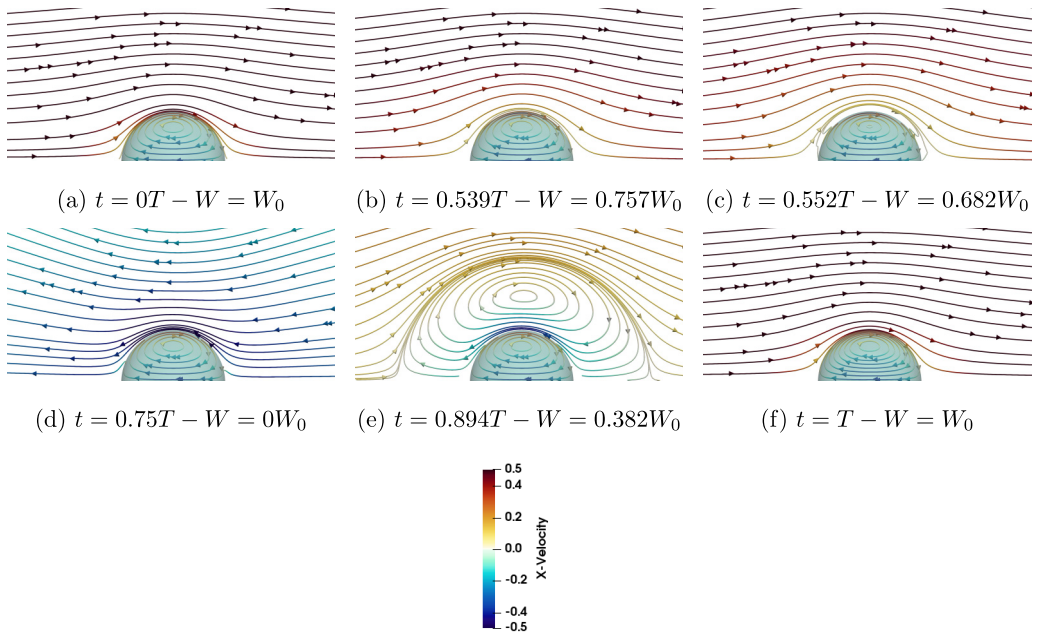 (a) t = 0T − W = W₀
(b) t = 0.539T − W = 0.757W₀
(c) t = 0.552T − W = 0.682W₀
(d) t = 0.75T − W = 0W₀
(e) t = 0.894T − W = 0.382W₀
(f) t = T − W = W₀
0.5
0.4
0.2
0.0
-0.2
-0.4
-0.5
X-Velocity